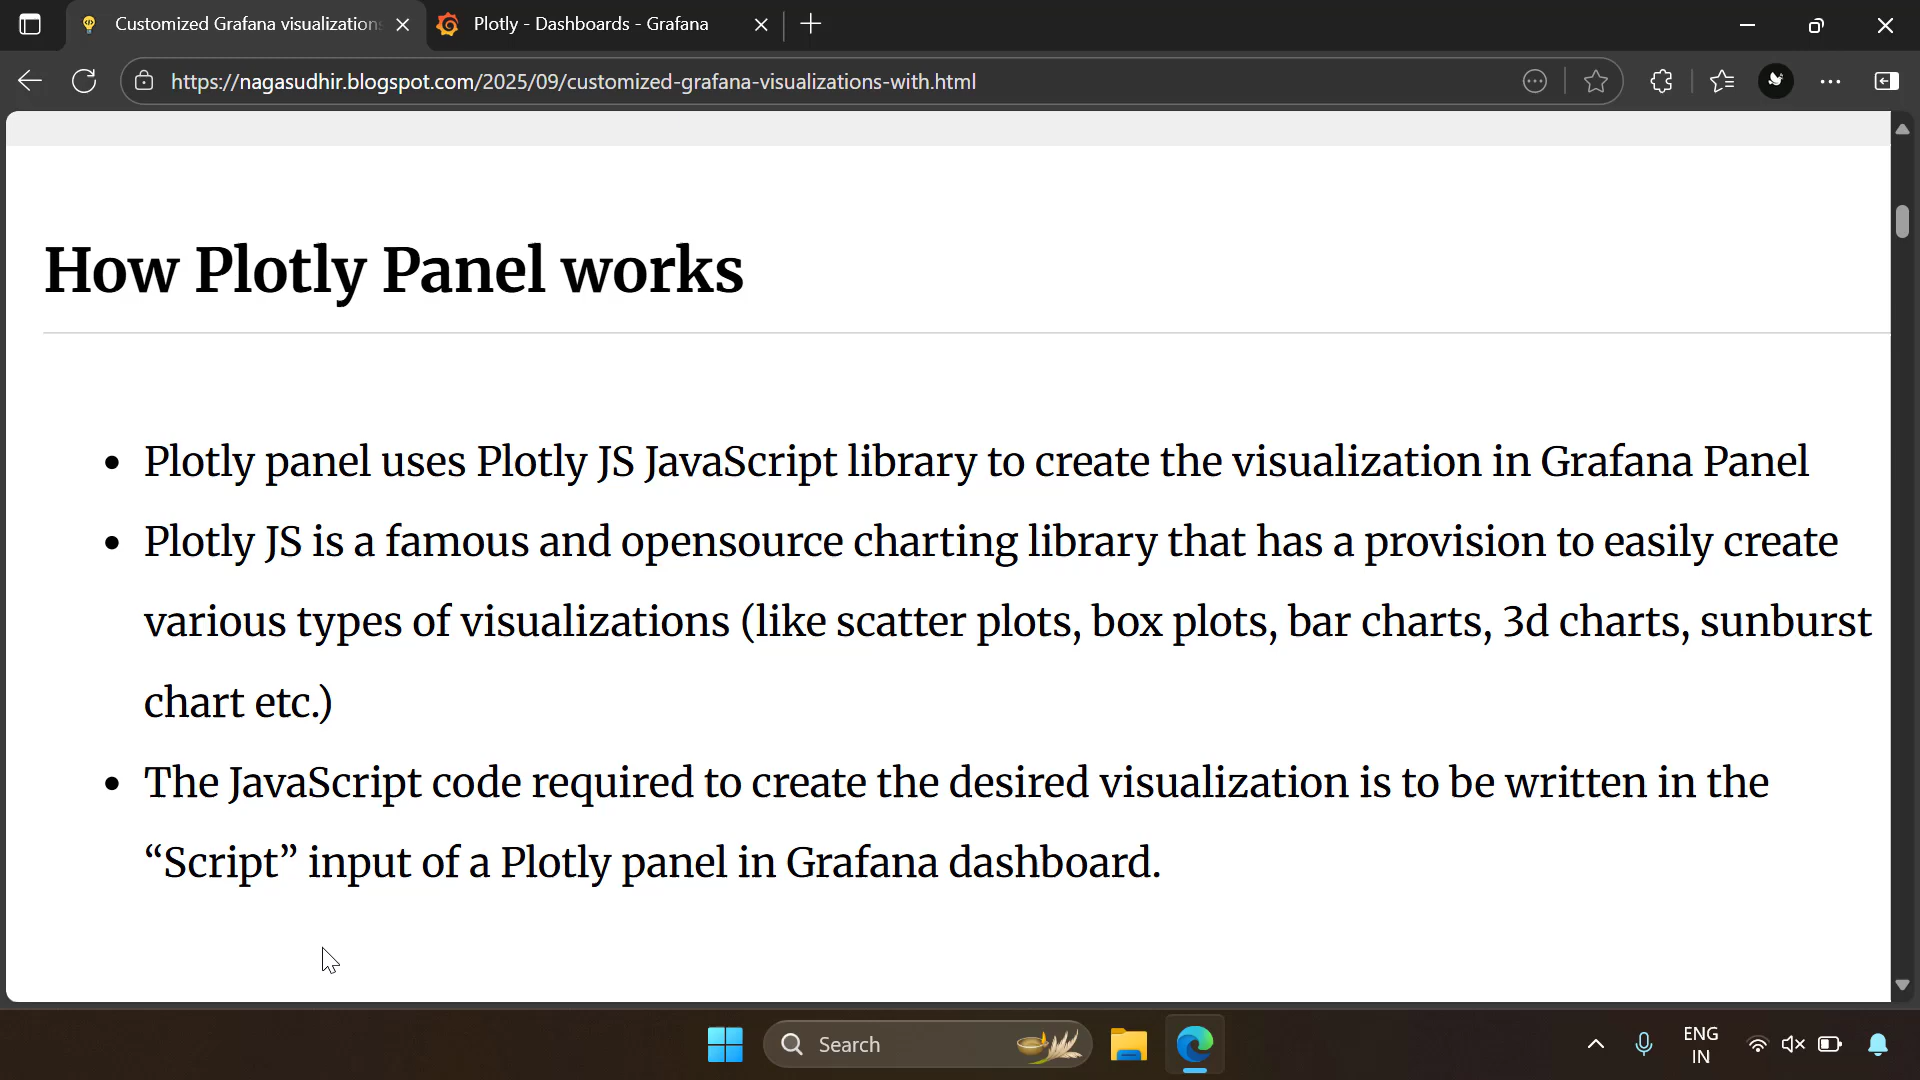 Customized Grafana visualization
Plotly - Dashboards - Grafana
https://nagasudhir.blogspot.com/2025/09/customized-grafana-visualizations-with.html
How Plotly Panel works
• Plotly panel uses Plotly JS JavaScript library to create the visualization in Grafana Panel
• Plotly JS is a famous and opensource charting library that has a provision to easily create
various types of visualizations (like scatter plots, box plots, bar charts, 3d charts, sunburst
chart etc.)
• The JavaScript code required to create the desired visualization is to be written in the
“Script” input of a Plotly panel in Grafana dashboard.
Search
ENG
IN